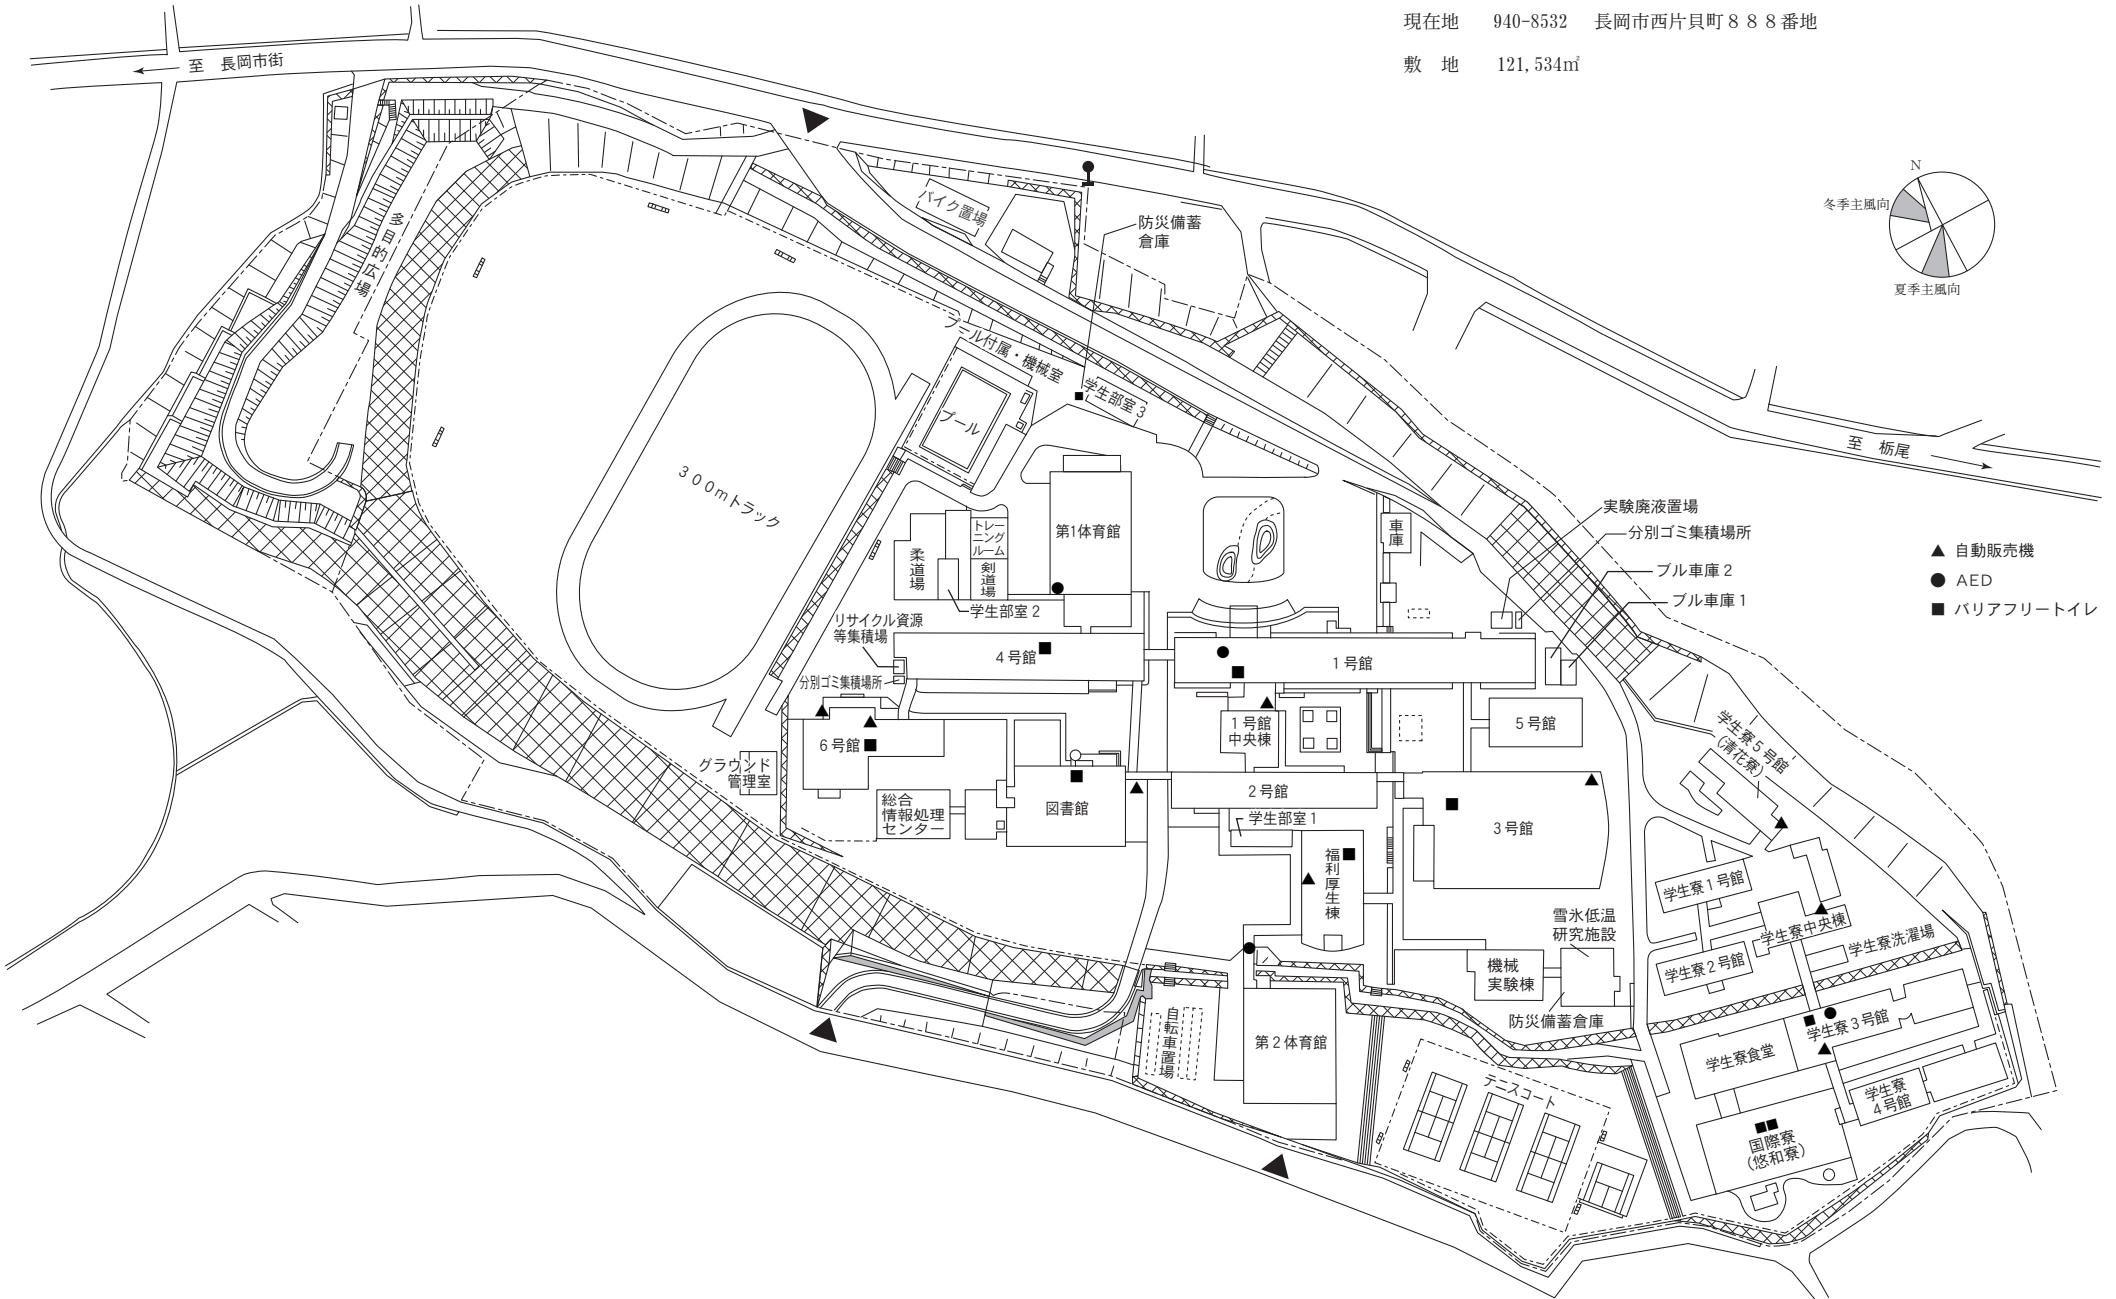 現在地　940-8532　長岡市西片貝町８８８番地
敷　地　121,534㎡
至　長岡市街
N
冬季主風向
夏季主風向
バイク置場
防災備蓄
倉庫
多目的広場
プール付属・機械室
学生部室３
プール
３００ｍトラック
至　栃尾
第1体育館
トレー
ニング
ルーム
柔道場
剣道場
学生部室２
車庫
実験廃液置場
分別ゴミ集積場所
ブル車庫２
ブル車庫１
▲ 自動販売機
● AED
■ バリアフリートイレ
リサイクル資源
等集積場
分別ゴミ集積場所
４号館
１号館
１号館
中央棟
５号館
６号館
グラウンド
管理室
総合
情報処理
センター
図書館
２号館
学生部室１
３号館
福利厚生棟
学生寮５号館
（清花寮）
学生寮１号館
学生寮中央棟
学生寮２号館
学生寮洗濯場
雪氷低温
研究施設
機械
実験棟
防災備蓄倉庫
自転車置場
第２体育館
テニスコート
学生寮食堂
学生寮３号館
学生寮
４号館
国際寮
（悠和寮）